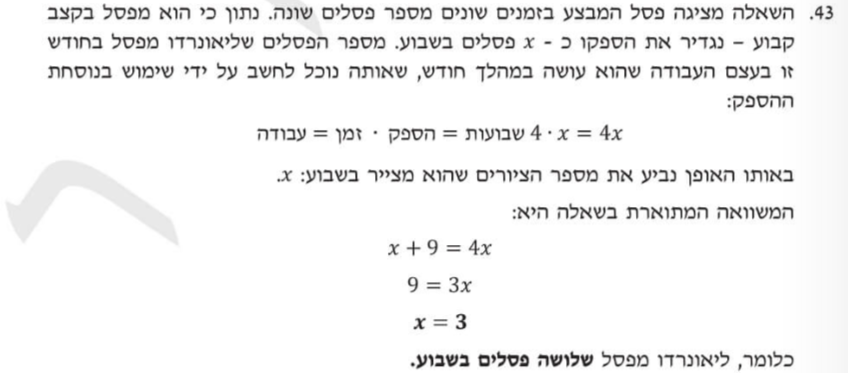 43. השאלה מציגה פסל המבצע בזמנים שונים מספר פסלים שונה. נתון כי הוא מפסל בקצב
קבוע – נגדיר את הספקו כ - x פסלים בשבוע. מספר הפסלים שליאונרדו מפסל בחודש
זו בעצם העבודה שהוא עושה במהלך חודש, שאותה נוכל לחשב על ידי שימוש בנוסחת
ההספק:
עבודה = זמן · הספק = שבועות 4 · x = 4x
באותו האופן נביע את מספר הציורים שהוא מצייר בשבוע: x.
המשוואה המתוארת בשאלה היא:
x + 9 = 4x
9 = 3x
x = 3
כלומר, ליאונרדו מפסל שלושה פסלים בשבוע.